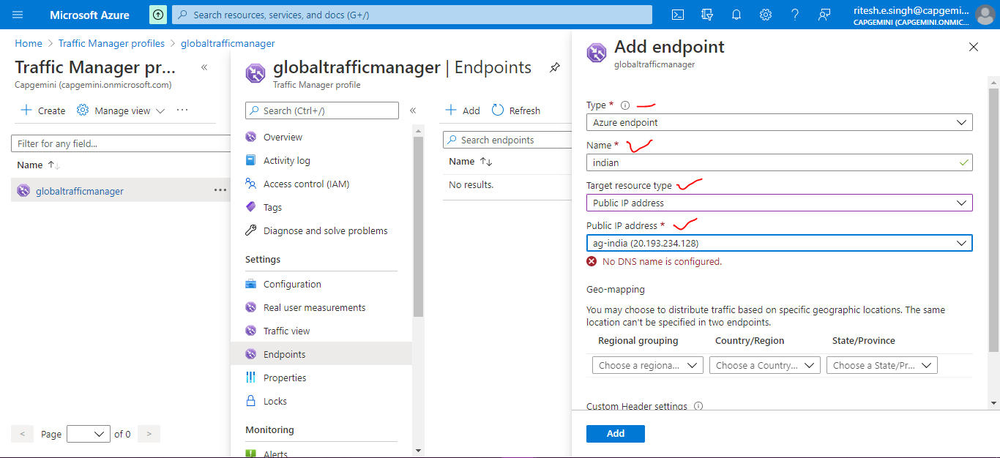 Microsoft Azure
Search resources, services, and docs (G+/)
ritesh.e.singh@capgemi...
CAPGEMINI (CAPGEMINI.ONMIC...
Home > Traffic Manager profiles > globaltrafficmanager
Traffic Manager pr... «
Capgemini (capgemini.onmicrosoft.com)
+ Create Manage view ...
Filter for any field...
Name ↑↓
globaltrafficmanager ...
< Page of 0 >
globaltrafficmanager | Endpoints
Traffic Manager profile
Search (Ctrl+/) «
Overview
Activity log
Access control (IAM)
Tags
Diagnose and solve problems
Settings
Configuration
Real user measurements
Traffic view
Endpoints
Properties
Locks
Monitoring
Alerts
+ Add Refresh
Search endpoints
Name ↑↓
No results.
Add endpoint
globaltrafficmanager
Type *
Azure endpoint
Name *
indian
Target resource type
Public IP address
Public IP address *
ag-india (20.193.234.128)
No DNS name is configured.
Geo-mapping
You may choose to distribute traffic based on specific geographic locations. The same
location can't be specified in two endpoints.
Regional grouping Country/Region State/Province
Choose a regiona... Choose a Country... Choose a State/Pr...
Custom Header settings
Add